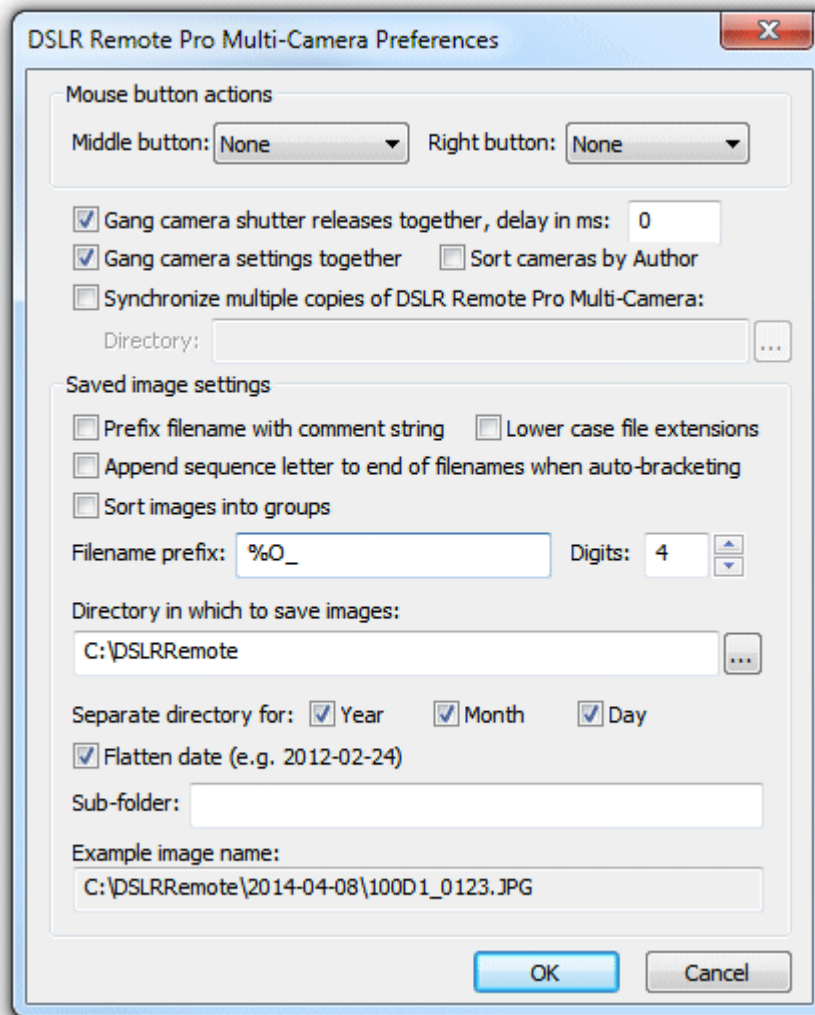 DSLR Remote Pro Multi-Camera Preferences
Mouse button actions
Middle button: None Right button: None
Gang camera shutter releases together, delay in ms: 0
Gang camera settings together Sort cameras by Author
Synchronize multiple copies of DSLR Remote Pro Multi-Camera:
Directory: ...
Saved image settings
Prefix filename with comment string Lower case file extensions
Append sequence letter to end of filenames when auto-bracketing
Sort images into groups
Filename prefix: %O_ Digits: 4
Directory in which to save images:
C:\DSLRRemote ...
Separate directory for: Year Month Day
Flatten date (e.g. 2012-02-24)
Sub-folder:
Example image name:
C:\DSLRRemote\2014-04-08\100D1_0123.JPG
OK Cancel